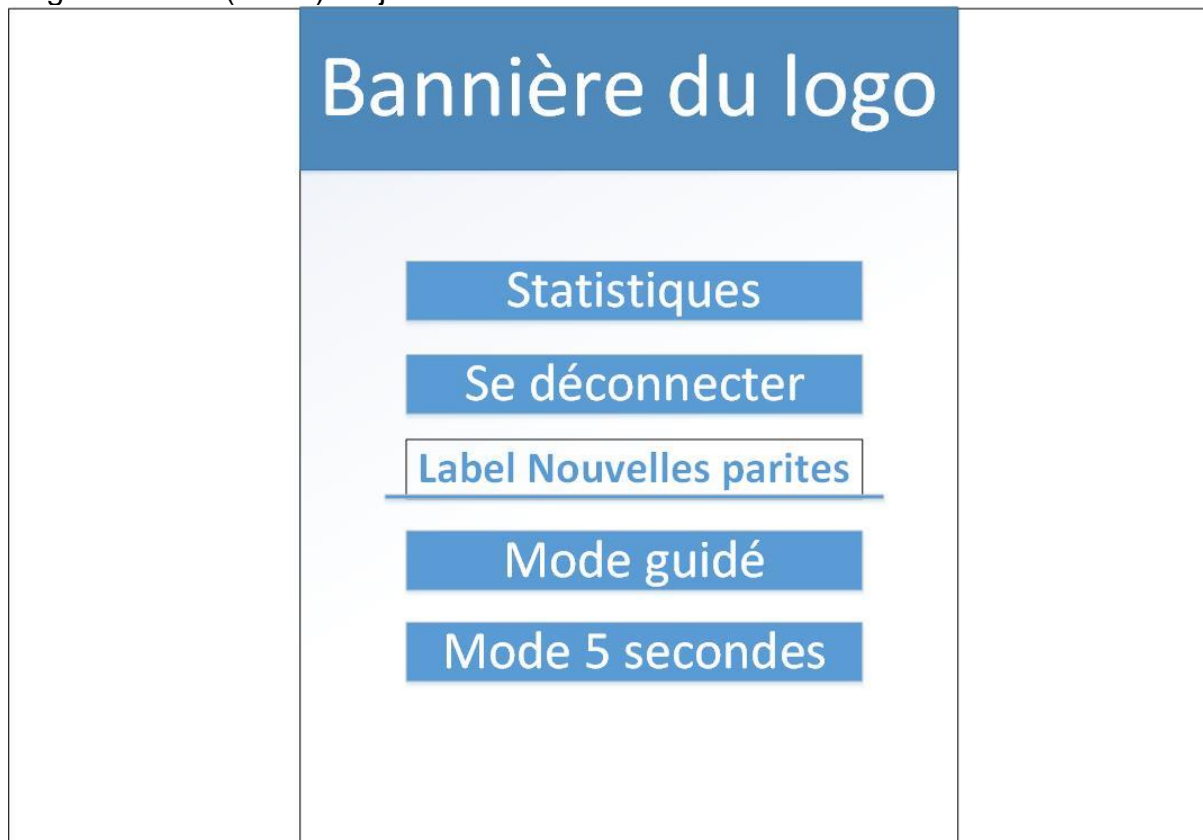 Bannière du logo
Statistiques
Se déconnecter
Label Nouvelles parites
Mode guidé
Mode 5 secondes